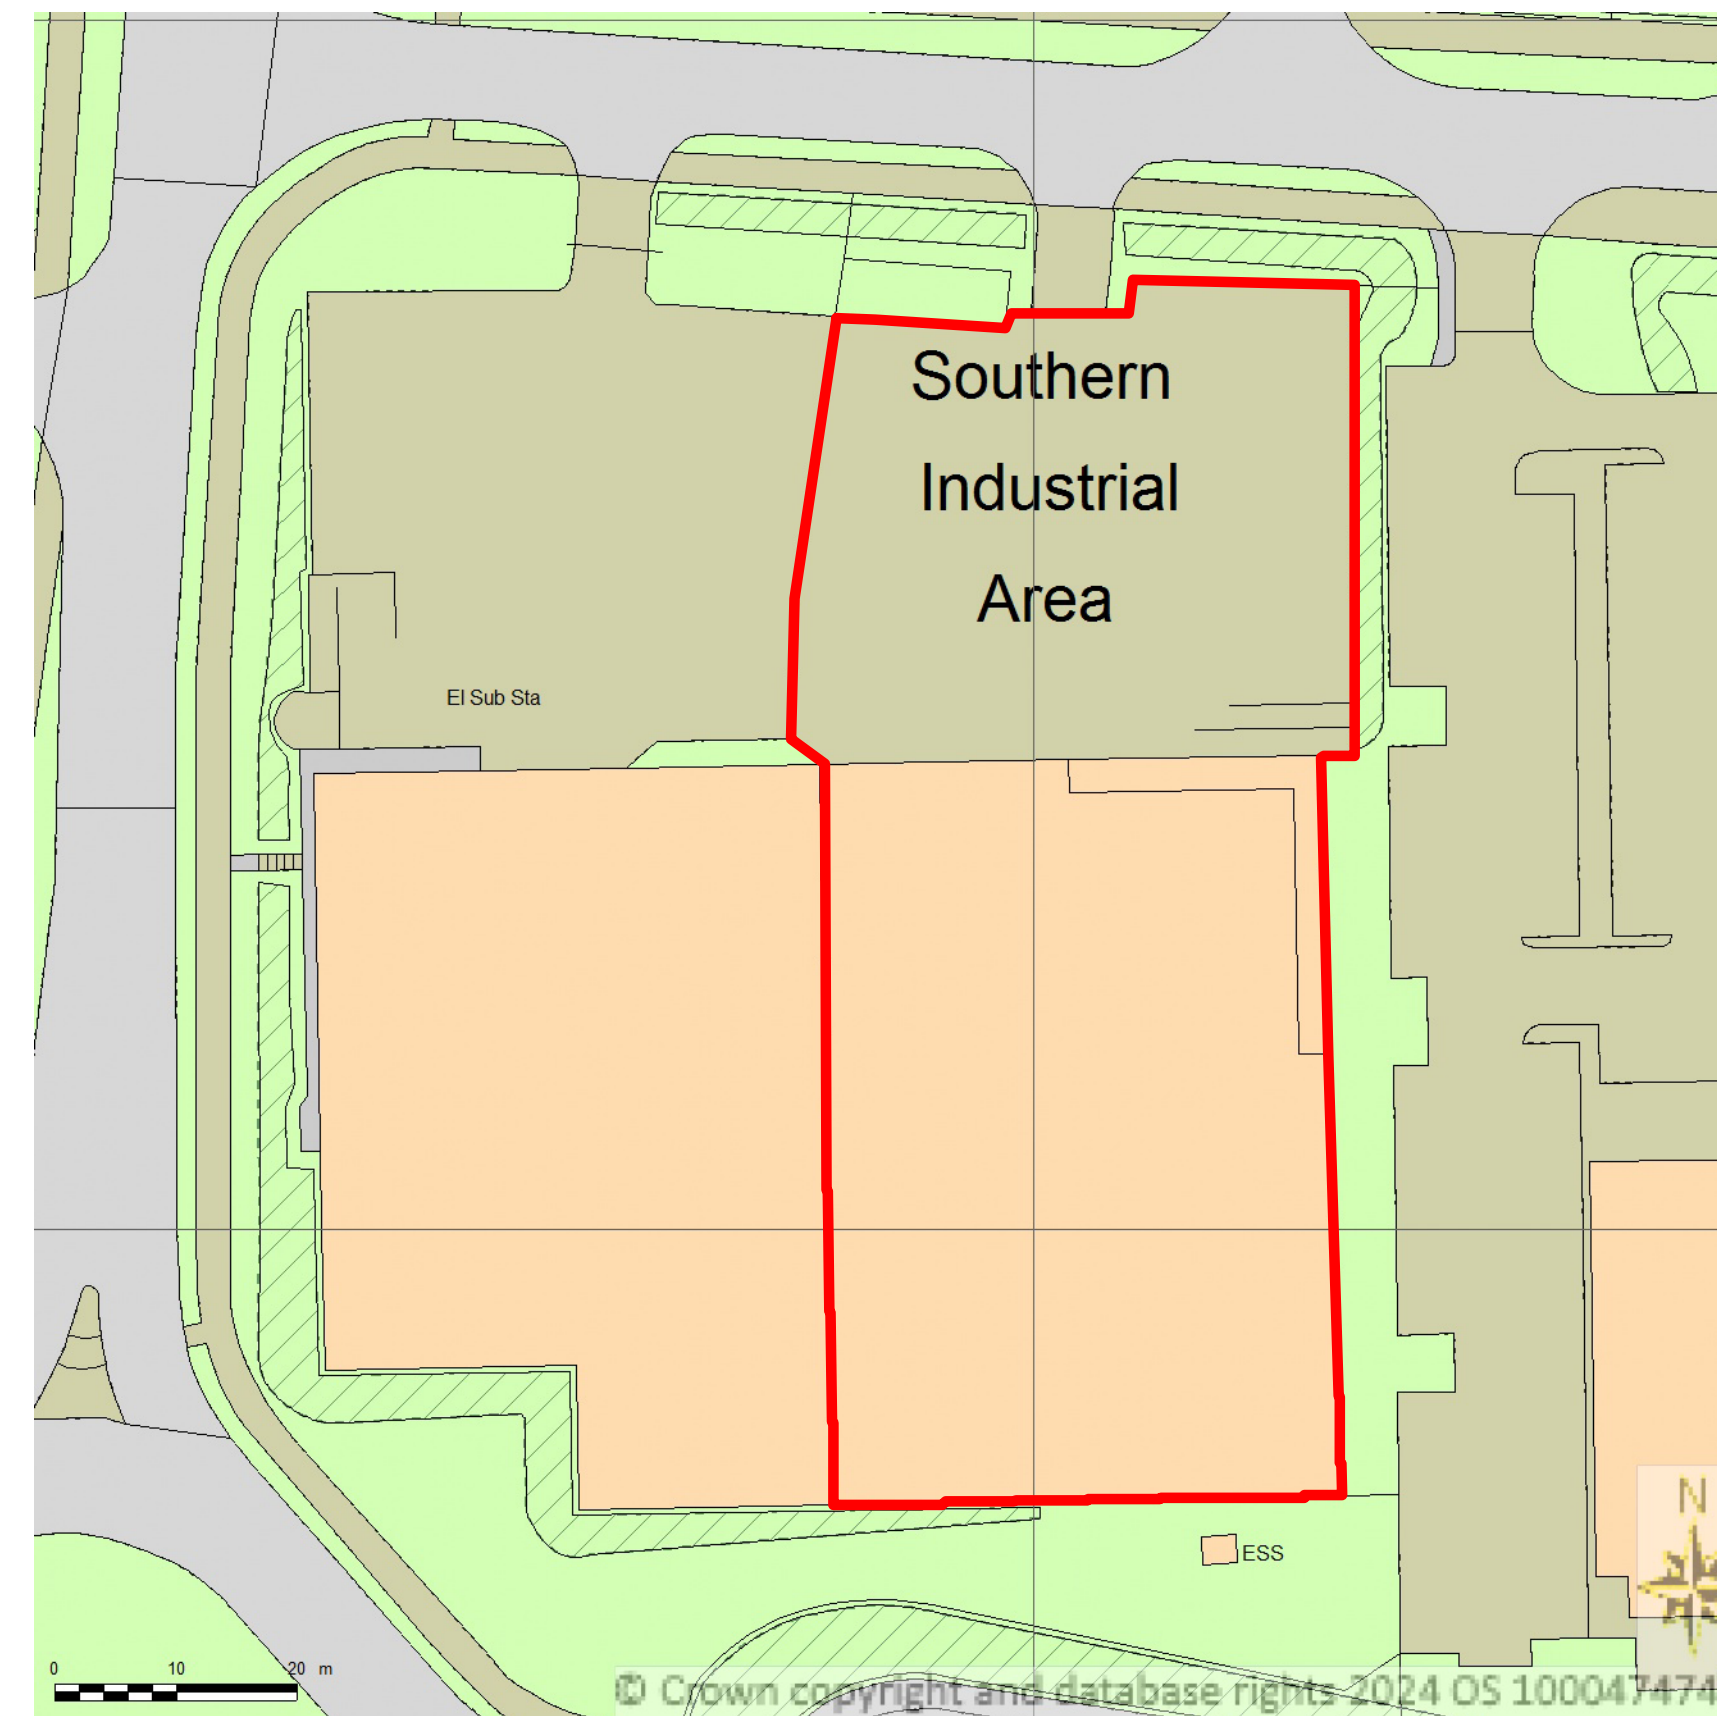 Southern
Industrial
Area
El Sub Sta
ESS
N
0 10 20 m
© Crown copyright and database rights 2024 OS 100047474